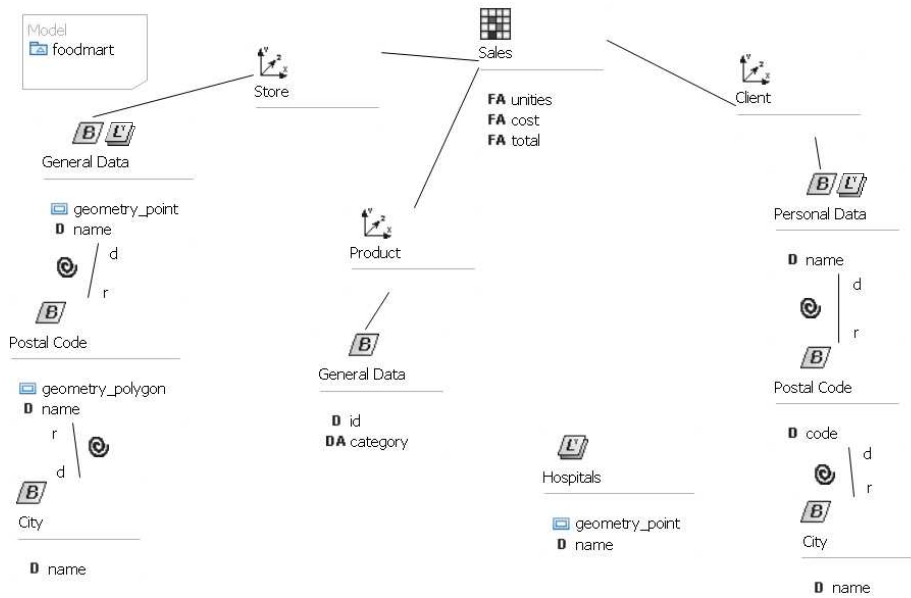 Model
foodmart
Store
Sales
FA unities
FA cost
FA total
Client
B L
General Data
geometry_point
D name
d
r
B
Postal Code
geometry_polygon
D name
r
d
B
City
D name
Product
B
General Data
D id
DA category
L
Hospitals
geometry_point
D name
B L
Personal Data
D name
d
r
B
Postal Code
D code
d
r
B
City
D name